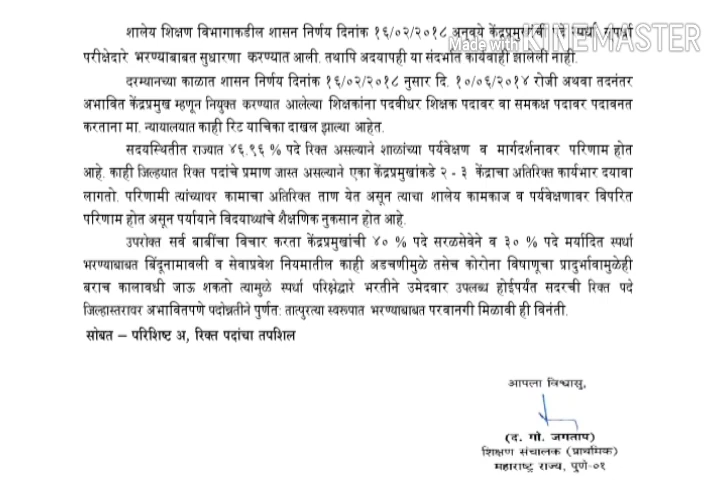 शालेय शिक्षण विभागाकडील शासन निर्णय दिनांक १६/०२/२०१८ अनुवये केंद्रप्रमुखांची पदे स्पर्धा
Made with KINEMASTER
परीक्षेदारे भरण्याबाबत सुधारणा करण्यात आली. तथापि अदयापही या संदर्भात कार्यवाही झालेली नाही.
दरम्यानच्या काळात शासन निर्णय दिनांक १६/०२/२०१८ नुसार दि. १०/०६/२०१४ रोजी अथवा तदनंतर
अभावित केंद्रप्रमुख म्हणून नियुक्त करण्यात आलेल्या शिक्षकांना पदवीधर शिक्षक पदावर वा समकक्ष पदावर पदावनत
करताना मा. न्यायालयात काही रिट याचिका दाखल झाल्या आहेत.
सदयस्थितीत राज्यात ४६.९६ % पदे रिक्त असल्याने शाळांच्या पर्यवेक्षण व मार्गदर्शनावर परिणाम होत
आहे. काही जिल्हयात रिक्त पदांचे प्रमाण जास्त असल्याने एका केंद्रप्रमुखांकडे २ - ३ केंद्राचा अतिरिक्त कार्यभार दयावा
लागतो. परिणामी त्यांच्यावर कामाचा अतिरिक्त ताण येत असून त्याचा शालेय कामकाज व पर्यवेक्षणावर विपरित
परिणाम होत असून पर्यायाने विदयार्थ्यांचे शैक्षणिक नुकसान होत आहे.
उपरोक्त सर्व बाबींचा विचार करता केंद्रप्रमुखांची ४० % पदे सरळसेवेने व ३० % पदे मर्यादित स्पर्धा
भरण्याबाबत बिंदूनामावली व सेवाप्रवेश नियमातील काही अडचणीमुळे तसेच कोरोना विषाणूचा प्रादुर्भावामुळेही
बराच कालावधी जाऊ शकतो त्यामुळे स्पर्धा परिक्षेद्वारे भरतीने उमेदवार उपलब्ध होईपर्यंत सदरची रिक्त पदे
जिल्हास्तरावर अभावितपणे पदोन्नतीने पुर्णत: तात्पुरत्या स्वरूपात भरण्याबाबत परवानगी मिळावी ही विनंती.
सोबत – परिशिष्ट अ, रिक्त पदांचा तपशिल
आपला विश्वासु,
(द. गो. जगताप)
शिक्षण संचालक (प्राथमिक)
महाराष्ट्र राज्य, पुणे-०१